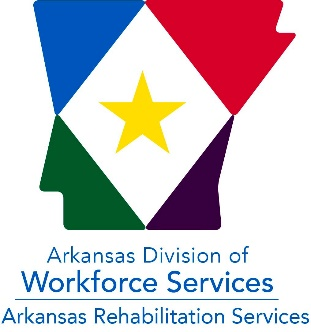 Arkansas Division of
Workforce Services
Arkansas Rehabilitation Services